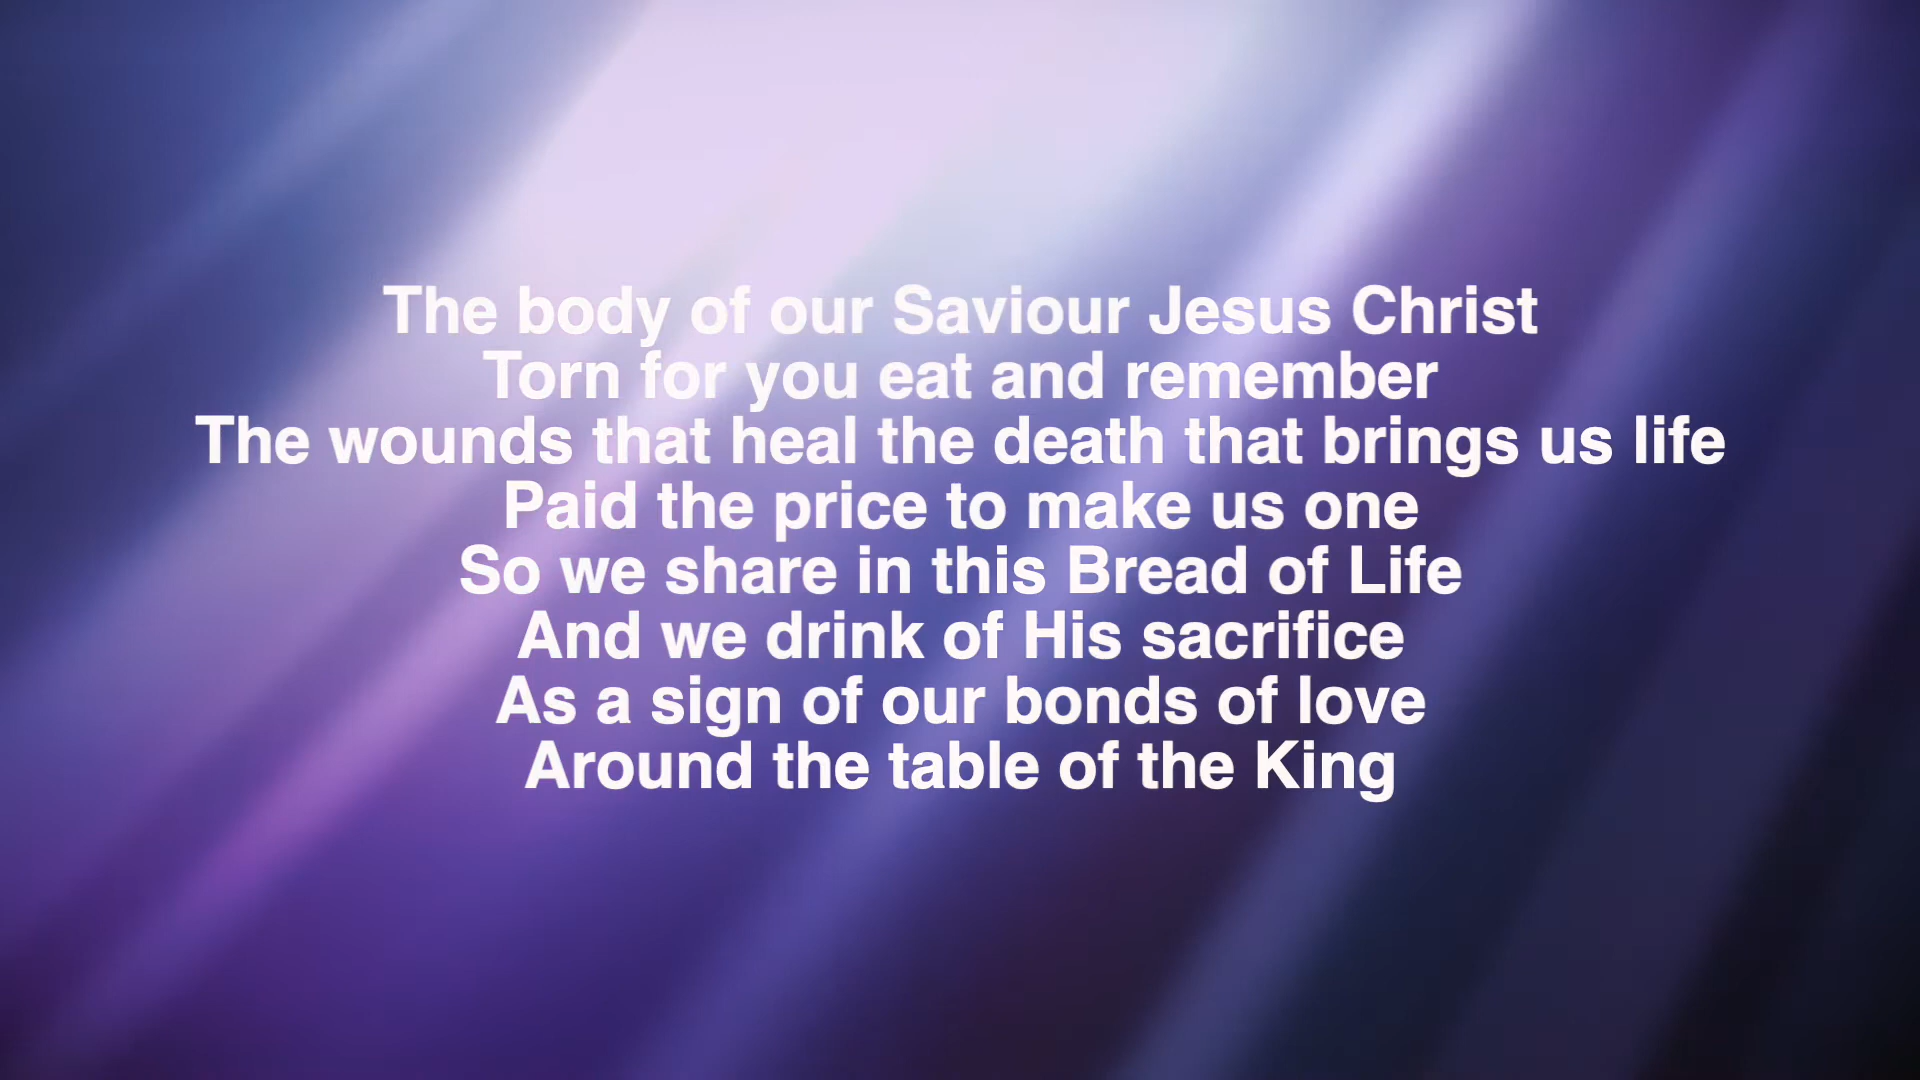 The body of our Saviour Jesus Christ
Torn for you eat and remember
The wounds that heal the death that brings us life
Paid the price to make us one
So we share in this Bread of Life
And we drink of His sacrifice
As a sign of our bonds of love
Around the table of the King